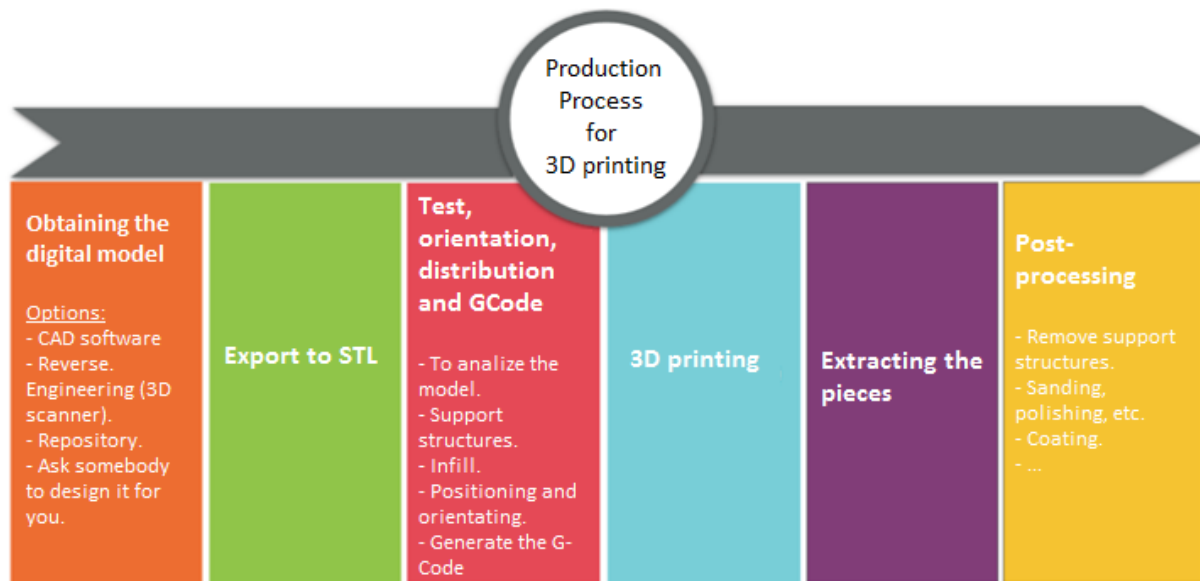 Production
Process
for
3D printing
Obtaining the
digital model
Options:
- CAD software
- Reverse.
Engineering (3D
scanner).
- Repository.
- Ask somebody
to design it for
you.
Export to STL
Test,
orientation,
distribution
and GCode
- To analize the
model.
- Support
structures.
- Infill.
- Positioning and
orientating.
- Generate the G-
Code
3D printing
Extracting the
pieces
Post-
processing
- Remove support
structures.
- Sanding,
polishing, etc.
- Coating.
- ...